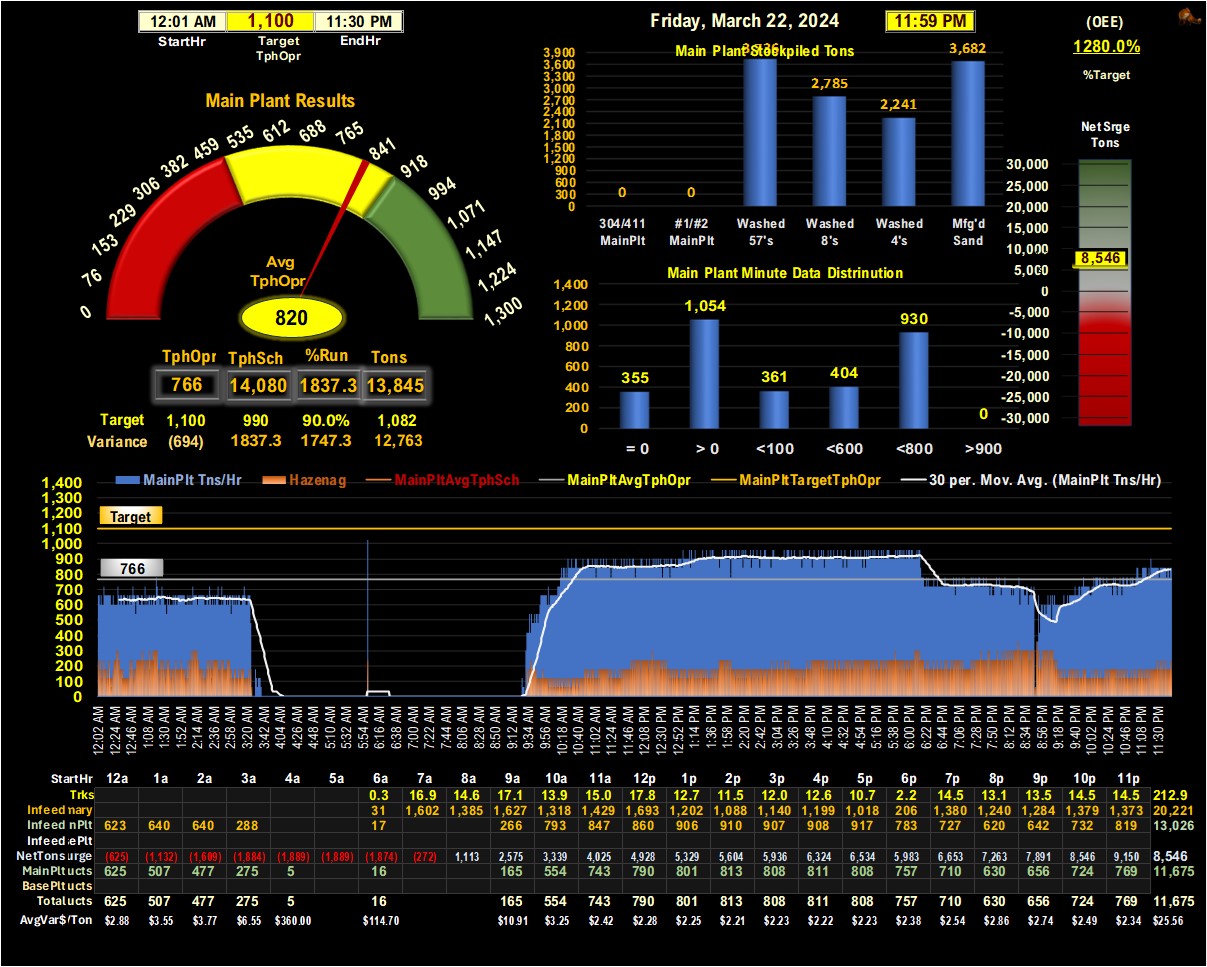 12:01 AM 1,100 11:30 PM
StartHr Target TphOpr EndHr
Friday, March 22, 2024 11:59 PM
(OEE)
1280.0%
%Target
Main Plant Results
0 76 153 229 306 382 459 535 612 688 765 841 918 994 1,071 1,147 1,224 1,300
Avg
TphOpr
820
TphOpr TphSch %Run Tons
766 14,080 1837.3 13,845
Target 1,100 990 90.0% 1,082
Variance (694) 1837.3 1747.3 12,763
Main Plant Stockpiled Tons
3,900
3,600
3,300
3,000
2,700
2,400
2,100
1,800
1,500
1,200
900
600
300
0
0 0 2,785 2,241 3,682
304/411 #1/#2 Washed Washed Washed Mfg'd
MainPlt MainPlt 57's 8's 4's Sand
Net Srge
Tons
30,000
25,000
20,000
15,000
10,000
5,000
0
-5,000
-10,000
-15,000
-20,000
-25,000
-30,000
8,546
Main Plant Minute Data Distrinution
1,400
1,200
1,000
800
600
400
200
0
355 1,054 361 404 930 0
= 0 > 0 <100 <600 <800 >900
MainPlt Tns/Hr Hazenag MainPltAvgTphSch MainPltAvgTphOpr MainPltTargetTphOpr 30 per. Mov. Avg. (MainPlt Tns/Hr)
1,400
1,300
1,200
1,100
1,000
900
800
700
600
500
400
300
200
100
0
Target
766
12:02 AM 12:24 AM 12:46 AM 1:08 AM 1:30 AM 1:52 AM 2:14 AM 2:36 AM 2:58 AM 3:20 AM 3:42 AM 4:04 AM 4:26 AM 4:48 AM 5:10 AM 5:32 AM 5:54 AM 6:16 AM 6:38 AM 7:00 AM 7:22 AM 7:44 AM 8:06 AM 8:28 AM 8:50 AM 9:12 AM 9:34 AM 9:56 AM 10:18 AM 10:40 AM 11:02 AM 11:24 AM 11:46 AM 12:08 PM 12:30 PM 12:52 PM 1:14 PM 1:36 PM 1:58 PM 2:20 PM 2:42 PM 3:04 PM 3:26 PM 3:48 PM 4:10 PM 4:32 PM 4:54 PM 5:16 PM 5:38 PM 6:00 PM 6:22 PM 6:44 PM 7:06 PM 7:28 PM 7:50 PM 8:12 PM 8:34 PM 8:56 PM 9:18 PM 9:40 PM 10:02 PM 10:24 PM 10:46 PM 11:08 PM 11:30 PM
StartHr 12a 1a 2a 3a 4a 5a 6a 7a 8a 9a 10a 11a 12p 1p 2p 3p 4p 5p 6p 7p 8p 9p 10p 11p
Trks 0.3 16.9 14.6 17.1 13.9 15.0 17.8 12.7 11.5 12.0 12.6 10.7 2.2 14.5 13.1 13.5 14.5 14.5 212.9
Infeed nary 31 1,602 1,385 1,627 1,318 1,429 1,693 1,202 1,088 1,140 1,199 1,018 206 1,380 1,240 1,284 1,379 1,373 20,221
Infeed nPlt 623 640 640 288 17 266 793 847 860 906 910 907 908 917 783 727 620 642 732 819 13,026
Infeed ePlt
NetTons urge (625) (1,132) (1,609) (1,884) (1,889) (1,889) (1,874) (272) 1,113 2,575 3,339 4,025 4,928 5,329 5,604 5,936 6,324 6,534 5,983 6,653 7,263 7,891 8,546 9,150 8,546
MainPl ucts 625 507 477 275 5 16 165 554 743 790 801 813 808 811 808 757 710 630 656 724 769 11,675
BasePlt ucts
Total ucts 625 507 477 275 5 16 165 554 743 790 801 813 808 811 808 757 710 630 656 724 769 11,675
AvgVar$/Ton $2.88 $3.55 $3.77 $6.55 $360.00 $114.70 $10.91 $3.25 $2.42 $2.28 $2.25 $2.21 $2.23 $2.22 $2.23 $2.38 $2.54 $2.86 $2.74 $2.49 $2.34 $25.56